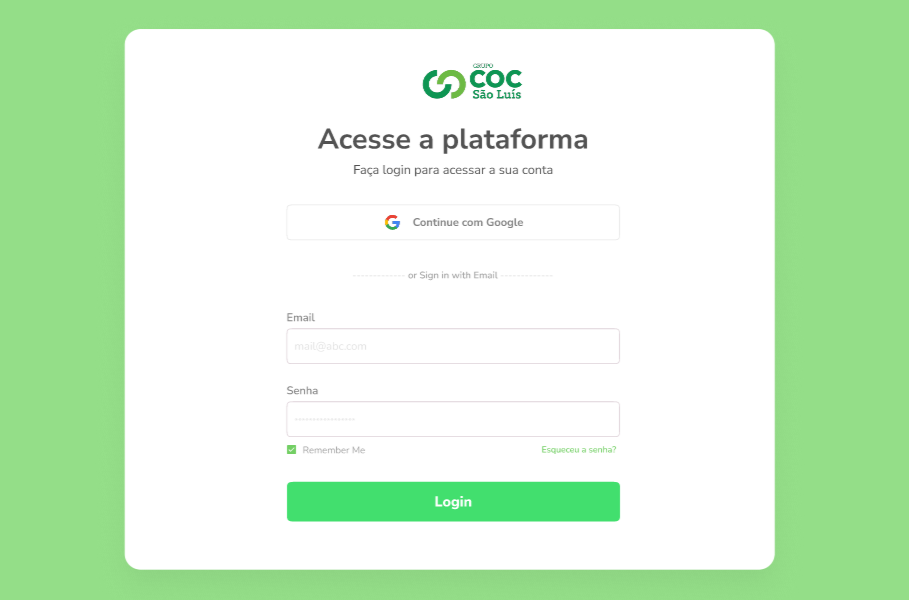 GRUPO
COC
São Luís
Acesse a plataforma
Faça login para acessar a sua conta
Continue com Google
------------- or Sign in with Email -------------
Email
mail@abc.com
Senha
----------------
Remember Me
Esqueceu a senha?
Login